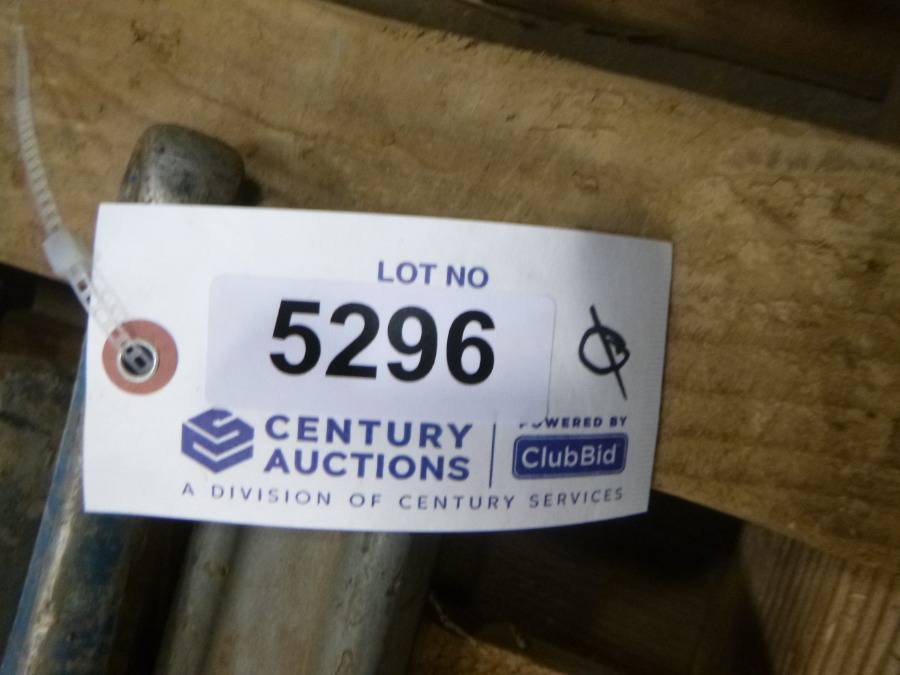 LOT NO
5296
CENTURY
AUCTIONS
POWERED BY
ClubBid
A DIVISION OF CENTURY SERVICES